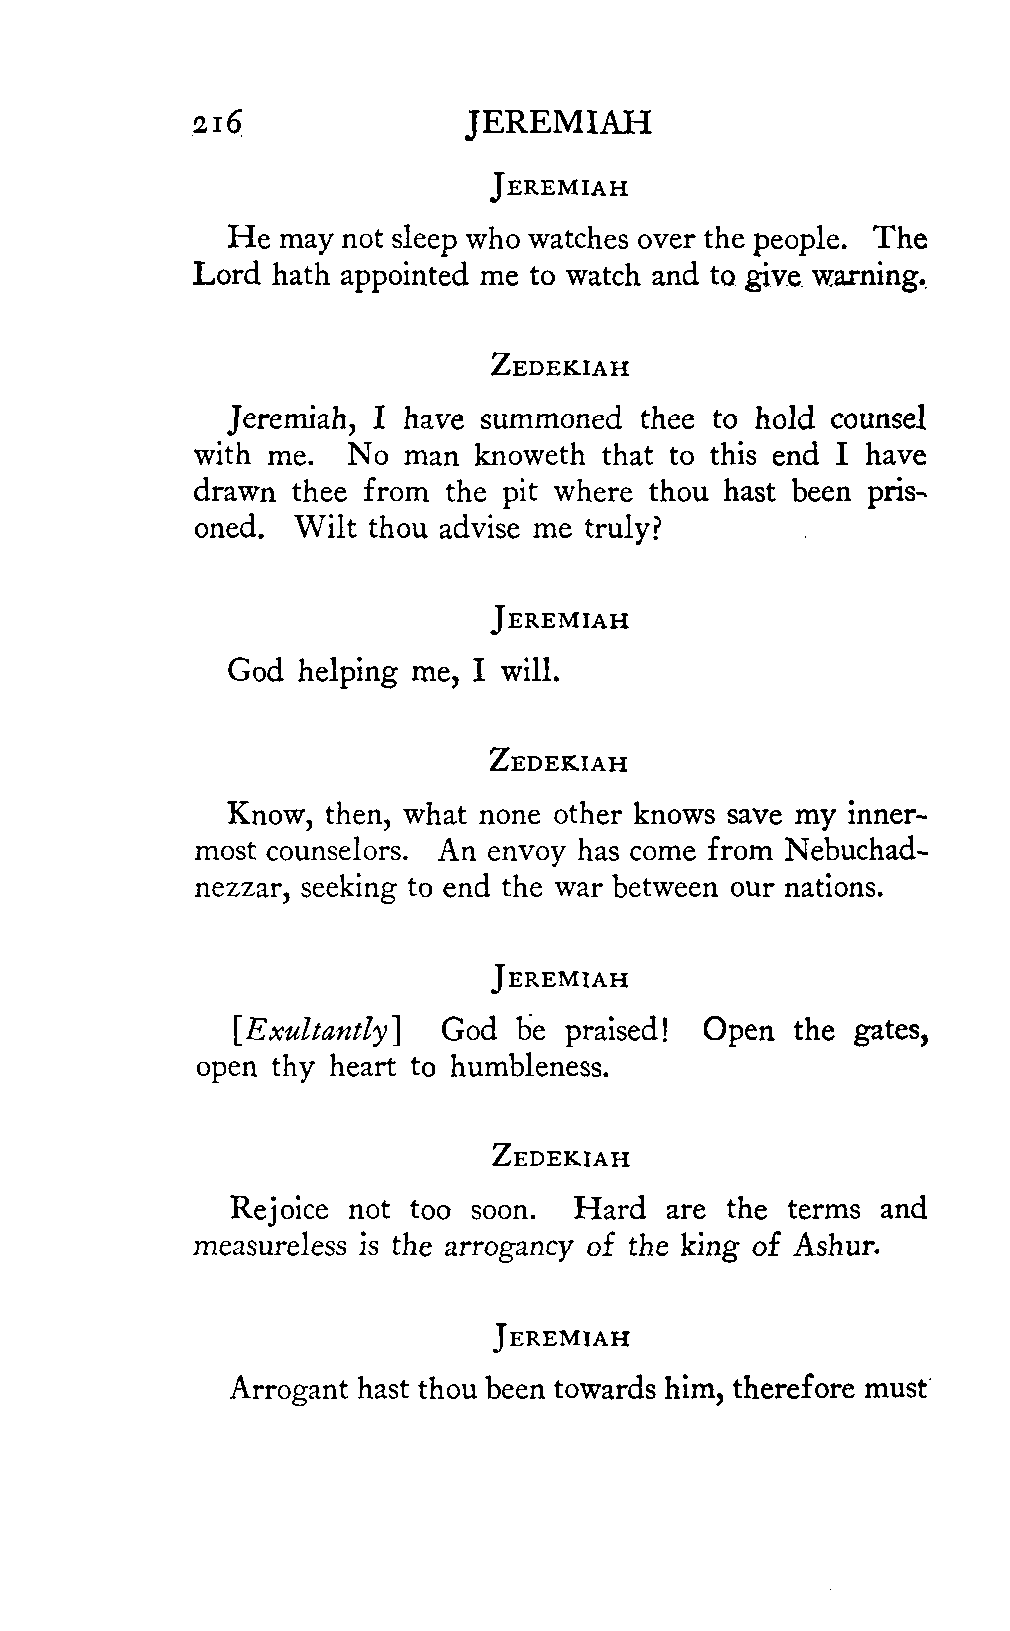 216 JEREMIAH
JEREMIAH
He may not sleep who watches over the people. The
Lord hath appointed me to watch and to give warning.
ZEDEKIAH
Jeremiah, I have summoned thee to hold counsel
with me. No man knoweth that to this end I have
drawn thee from the pit where thou hast been pris-
oned. Wilt thou advise me truly?
JEREMIAH
God helping me, I will.
ZEDEKIAH
Know, then, what none other knows save my inner-
most counselors. An envoy has come from Nebuchad-
nezzar, seeking to end the war between our nations.
JEREMIAH
[Exultantly] God be praised! Open the gates,
open thy heart to humbleness.
ZEDEKIAH
Rejoice not too soon. Hard are the terms and
measureless is the arrogancy of the king of Ashur.
JEREMIAH
Arrogant hast thou been towards him, therefore must